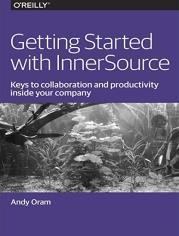 O'REILLY®
Getting Started
with InnerSource
Keys to collaboration and productivity
inside your company
Andy Oram